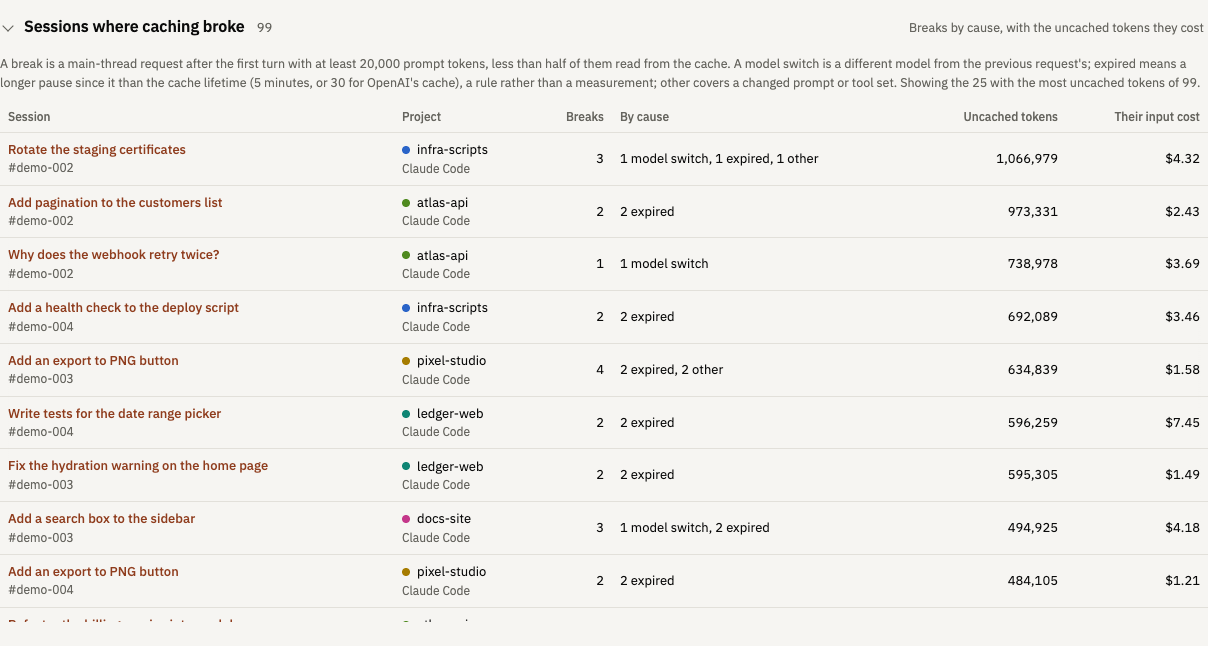 Sessions where caching broke 99 Breaks by cause, with the uncached tokens they cost
A break is a main-thread request after the first turn with at least 20,000 prompt tokens, less than half of them read from the cache. A model switch is a different model from the previous request's; expired means a
longer pause since it than the cache lifetime (5 minutes, or 30 for OpenAI's cache), a rule rather than a measurement; other covers a changed prompt or tool set. Showing the 25 with the most uncached tokens of 99.
Session Project Breaks By cause Uncached tokens Their input cost
Rotate the staging certificates infra-scripts 3 1 model switch, 1 expired, 1 other 1,066,979 $4.32
#demo-002 Claude Code
Add pagination to the customers list atlas-api 2 2 expired 973,331 $2.43
#demo-002 Claude Code
Why does the webhook retry twice? atlas-api 1 1 model switch 738,978 $3.69
#demo-002 Claude Code
Add a health check to the deploy script infra-scripts 2 2 expired 692,089 $3.46
#demo-004 Claude Code
Add an export to PNG button pixel-studio 4 2 expired, 2 other 634,839 $1.58
#demo-003 Claude Code
Write tests for the date range picker ledger-web 2 2 expired 596,259 $7.45
#demo-004 Claude Code
Fix the hydration warning on the home page ledger-web 2 2 expired 595,305 $1.49
#demo-003 Claude Code
Add a search box to the sidebar docs-site 3 1 model switch, 2 expired 494,925 $4.18
#demo-003 Claude Code
Add an export to PNG button pixel-studio 2 2 expired 484,105 $1.21
#demo-004 Claude Code